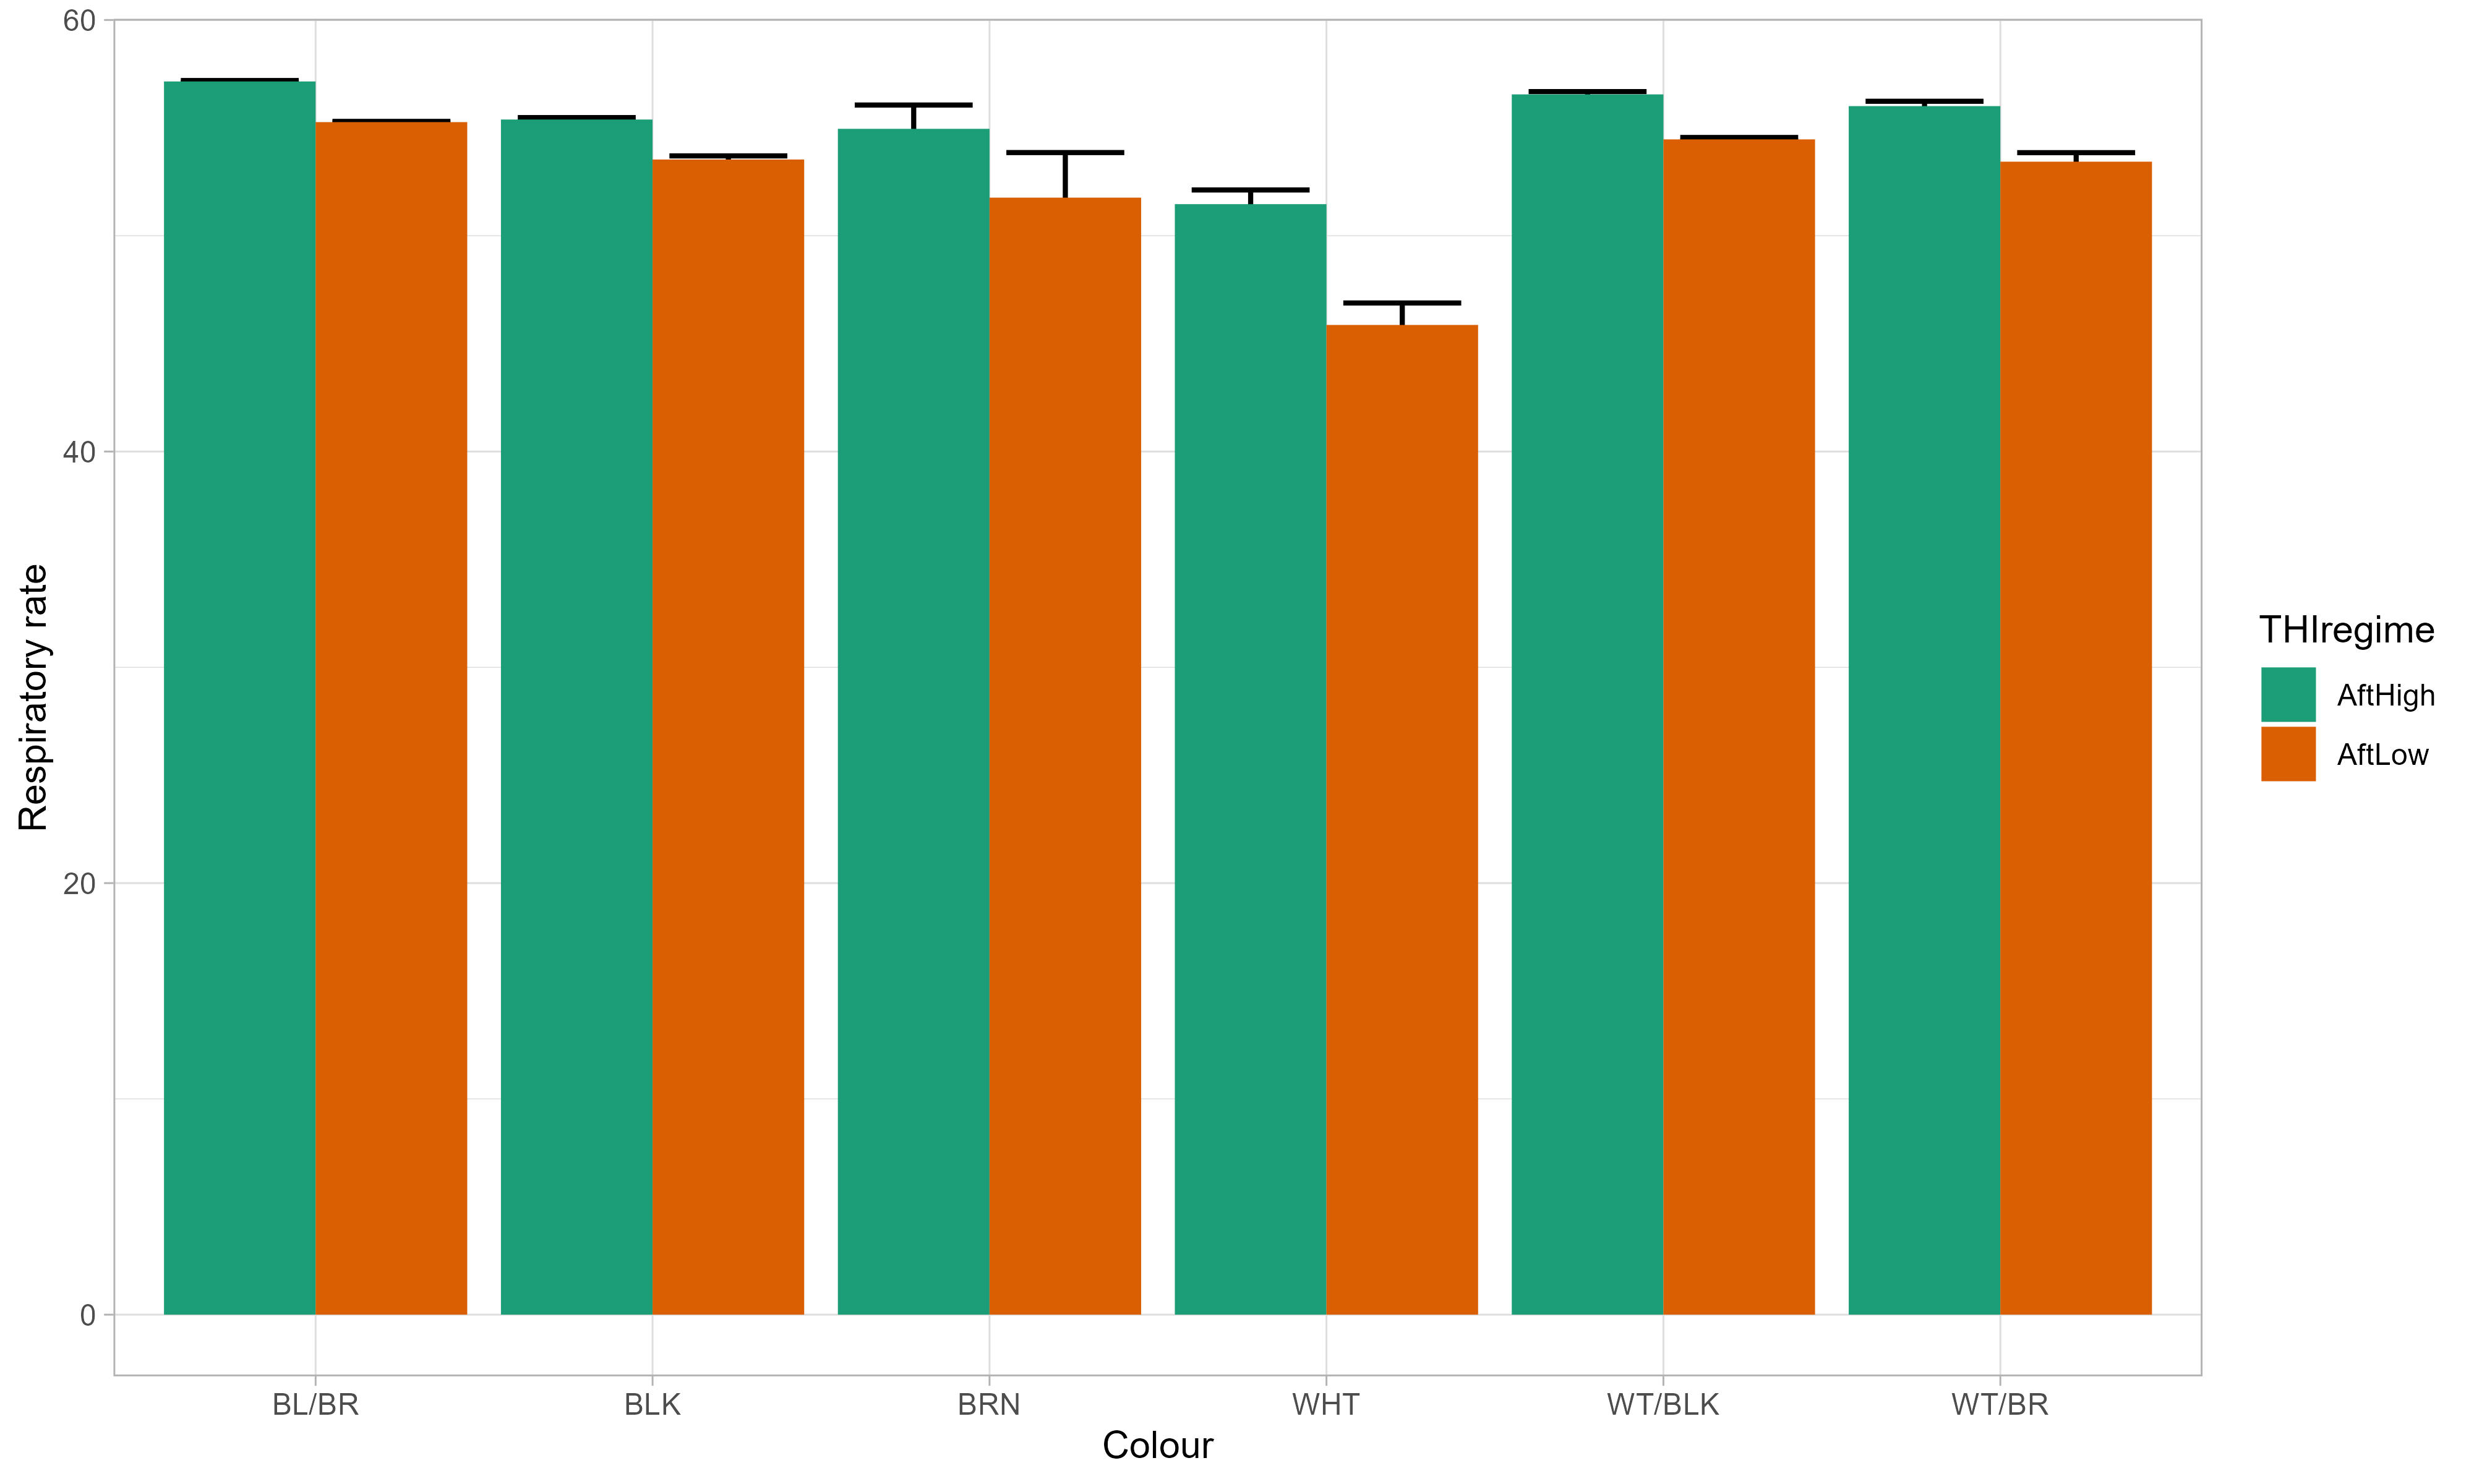 60
40
20
0
Respiratory rate
BL/BR
BLK
BRN
WHT
WT/BLK
WT/BR
Colour
THIregime
AftHigh
AftLow